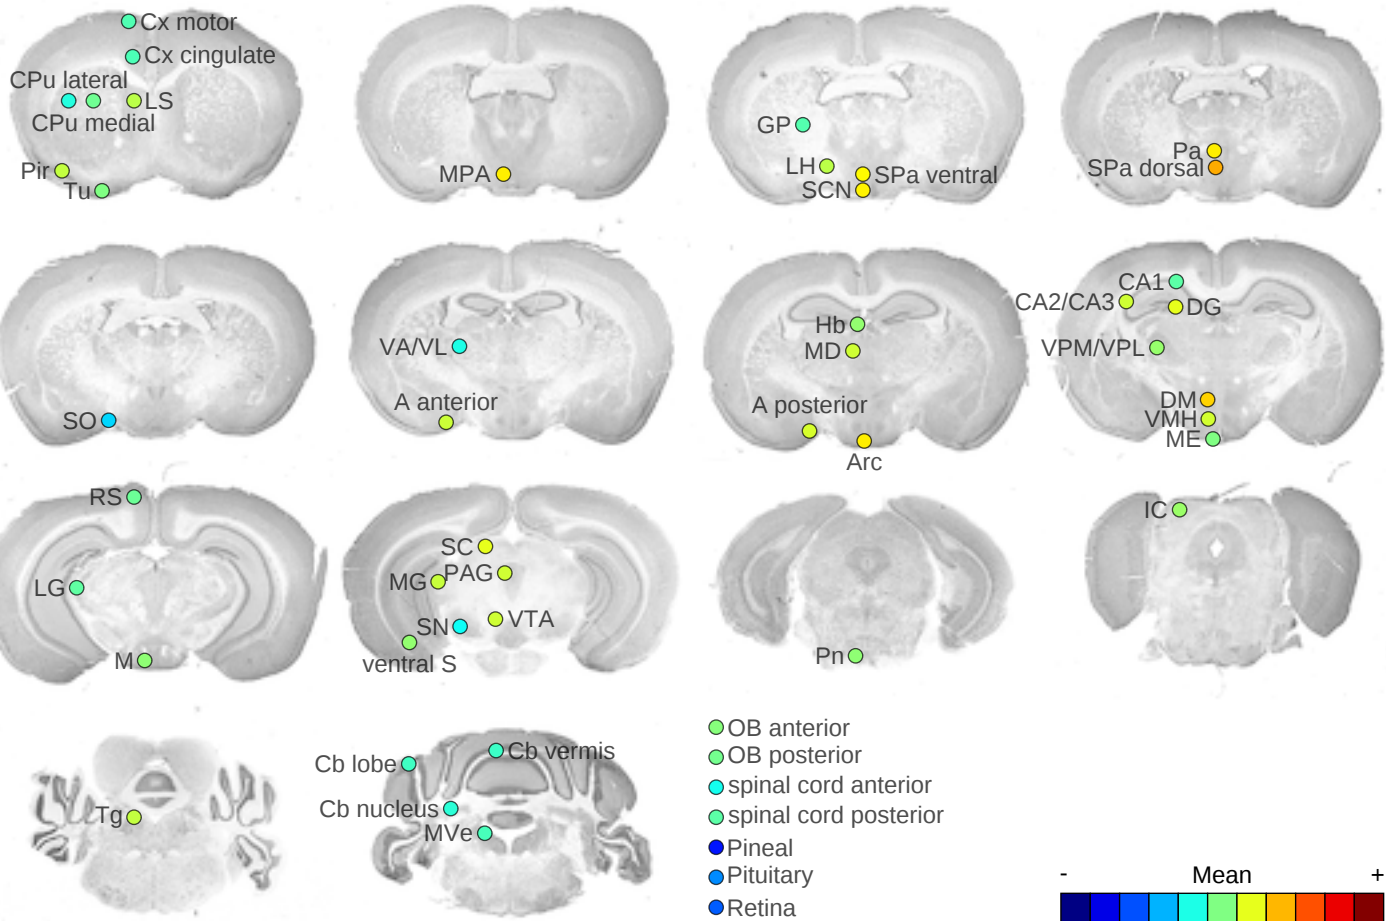 Cx motor
Cx cingulate
CPu lateral
LS
CPu medial
Pir
Tu
MPA
GP
LH
SPa ventral
SCN
Pa
SPa dorsal
SO
VA/VL
A anterior
Hb
MD
A posterior
Arc
CA1
CA2/CA3
DG
VPM/VPL
DM
VMH
ME
RS
LG
M
SC
PAG
MG
VTA
SN
ventral S
Pn
IC
Tg
Cb vermis
Cb lobe
Cb nucleus
MVe
OB anterior
OB posterior
spinal cord anterior
spinal cord posterior
Pineal
Pituitary
Retina
- Mean +